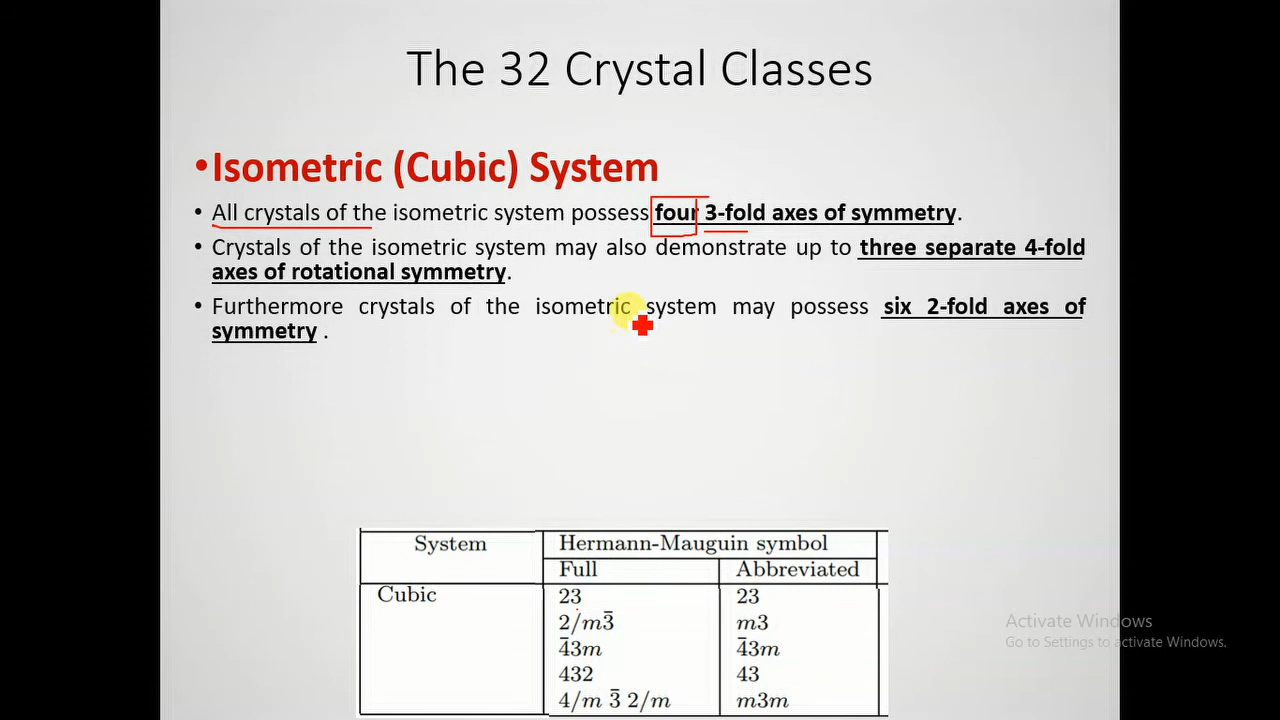 The 32 Crystal Classes
•Isometric (Cubic) System
• All crystals of the isometric system possess four 3-fold axes of symmetry.
• Crystals of the isometric system may also demonstrate up to three separate 4-fold
axes of rotational symmetry.
• Furthermore crystals of the isometric system may possess six 2-fold axes of
symmetry .
System Hermann-Mauguin symbol
Full Abbreviated
Cubic 23 23
2/m3̄ m3
4̄3m 4̄3m
432 43
4/m 3̄ 2/m m3m
Activate Windows
Go to Settings to activate Windows.